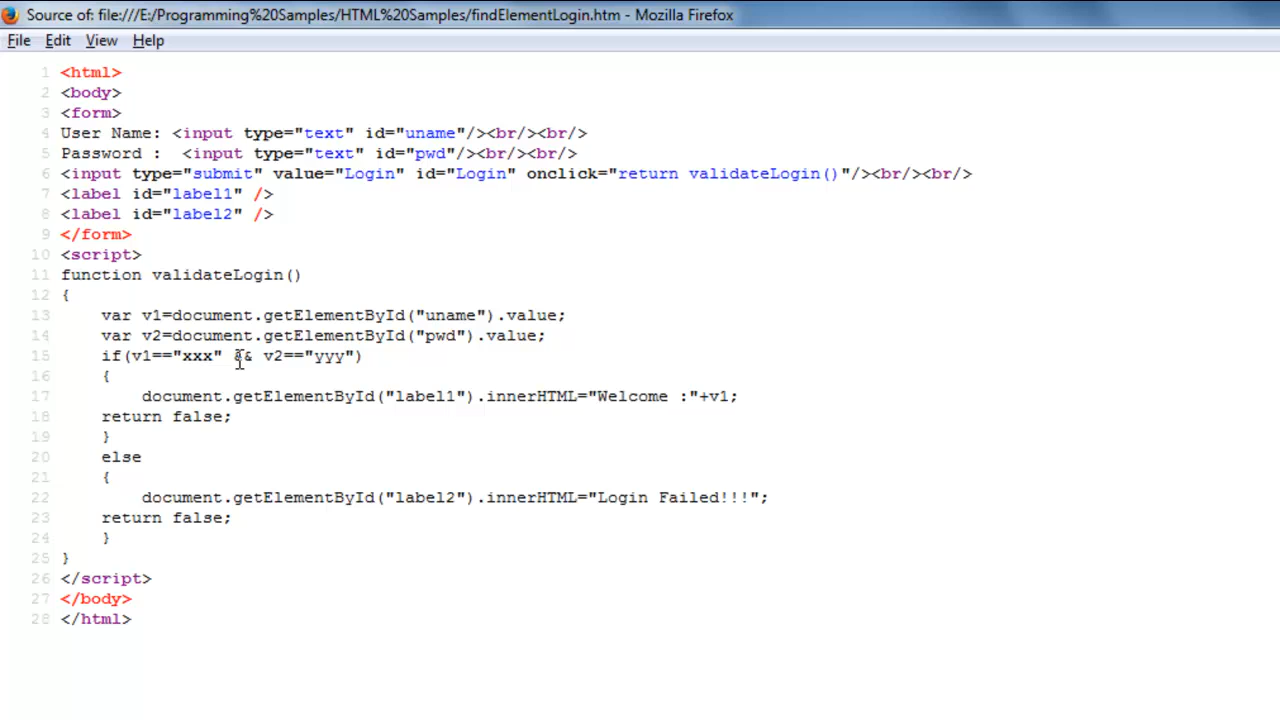 Source of: file:///E:/Programming%20Samples/HTML%20Samples/findElementLogin.htm - Mozilla Firefox
File Edit View Help
1 <html>
2 <body>
3 <form>
4 User Name: <input type="text" id="uname"/><br/><br/>
5 Password :  <input type="text" id="pwd"/><br/><br/>
6 <input type="submit" value="Login" id="Login" onclick="return validateLogin()"/><br/><br/>
7 <label id="label1" />
8 <label id="label2" />
9 </form>
10 <script>
11 function validateLogin()
12 {
13     var v1=document.getElementById("uname").value;
14     var v2=document.getElementById("pwd").value;
15     if(v1=="xxx" && v2=="yyy")
16     {
17         document.getElementById("label1").innerHTML="Welcome :"+v1;
18     return false;
19     }
20     else
21     {
22         document.getElementById("label2").innerHTML="Login Failed!!!";
23     return false;
24     }
25 }
26 </script>
27 </body>
28 </html>